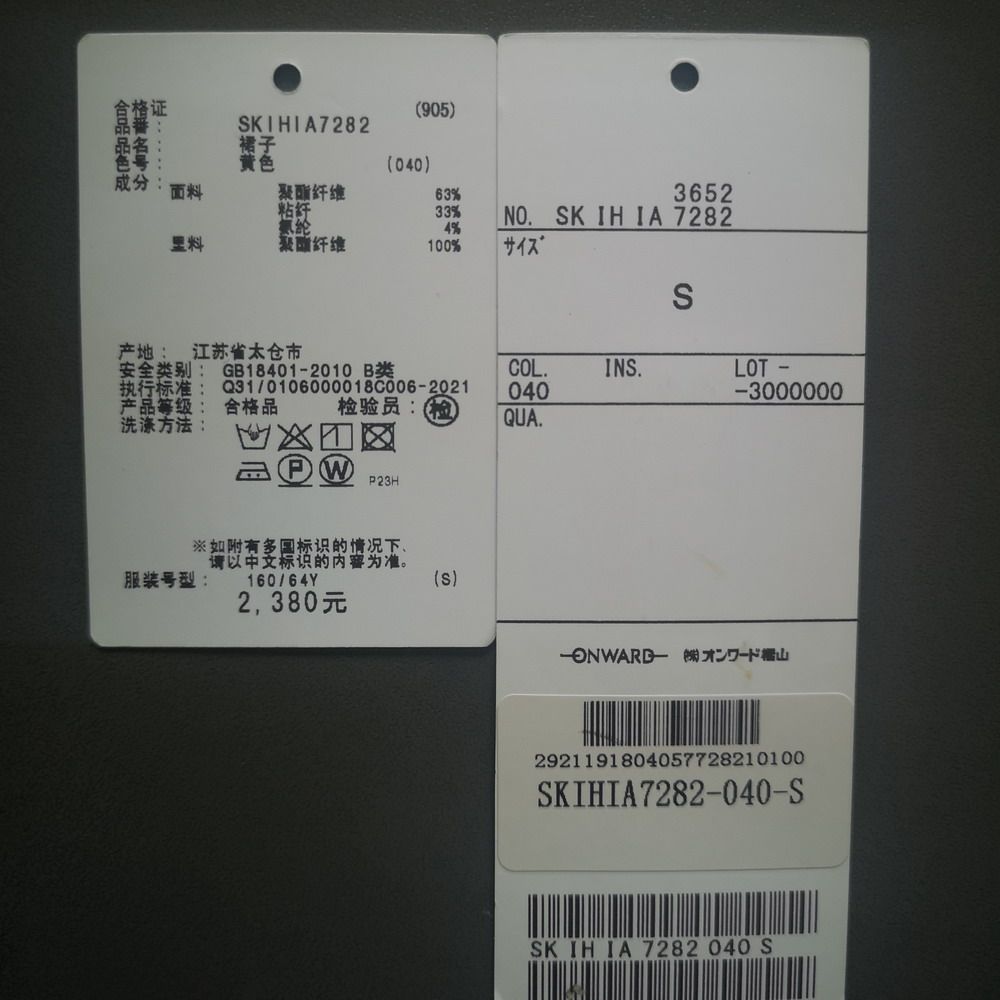 合格证 (905)
品番： SKIHIA7282
品名： 裙子
色号： 黄色 (040)
成分：
面料 聚酯纤维 63%
粘纤 33%
氨纶 4%
里料 聚酯纤维 100%
产地： 江苏省太仓市
安全类别： GB18401-2010 B类
执行标准： Q31/0106000018C006-2021
产品等级： 合格品 检验员： 检
洗涤方法：
P W P23H
※如附有多国标识的情况下、
请以中文标识的内容为准。
服装号型： 160/64Y (S)
2,380元
3652
NO. SK IH IA 7282
サイズ
S
COL. INS. LOT -
040 -3000000
QUA.
ONWARD ㈱オンワード樫山
2921191804057728210100
SKIHIA7282-040-S
SK IH IA 7282 040 S